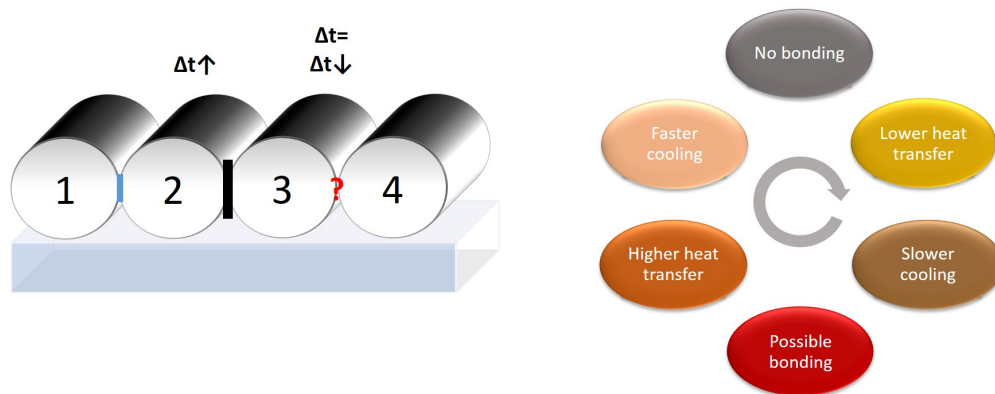 Δt↑
Δt=
Δt↓
1
2
3
?
4
No bonding
Faster
cooling
Lower heat
transfer
Higher heat
transfer
Slower
cooling
Possible
bonding